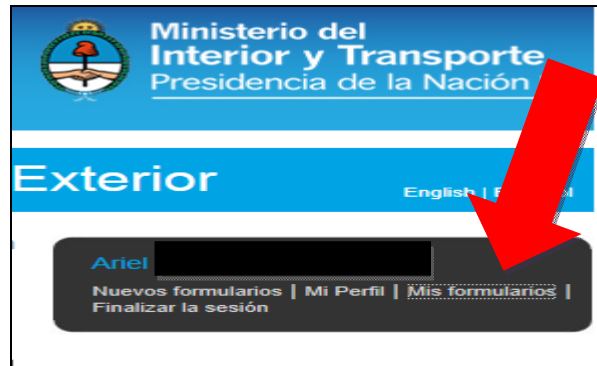 Ministerio del
Interior y Transporte
Presidencia de la Nación
Exterior
English |
Ariel
Nuevos formularios | Mi Perfil | Mis formularios |
Finalizar la sesión